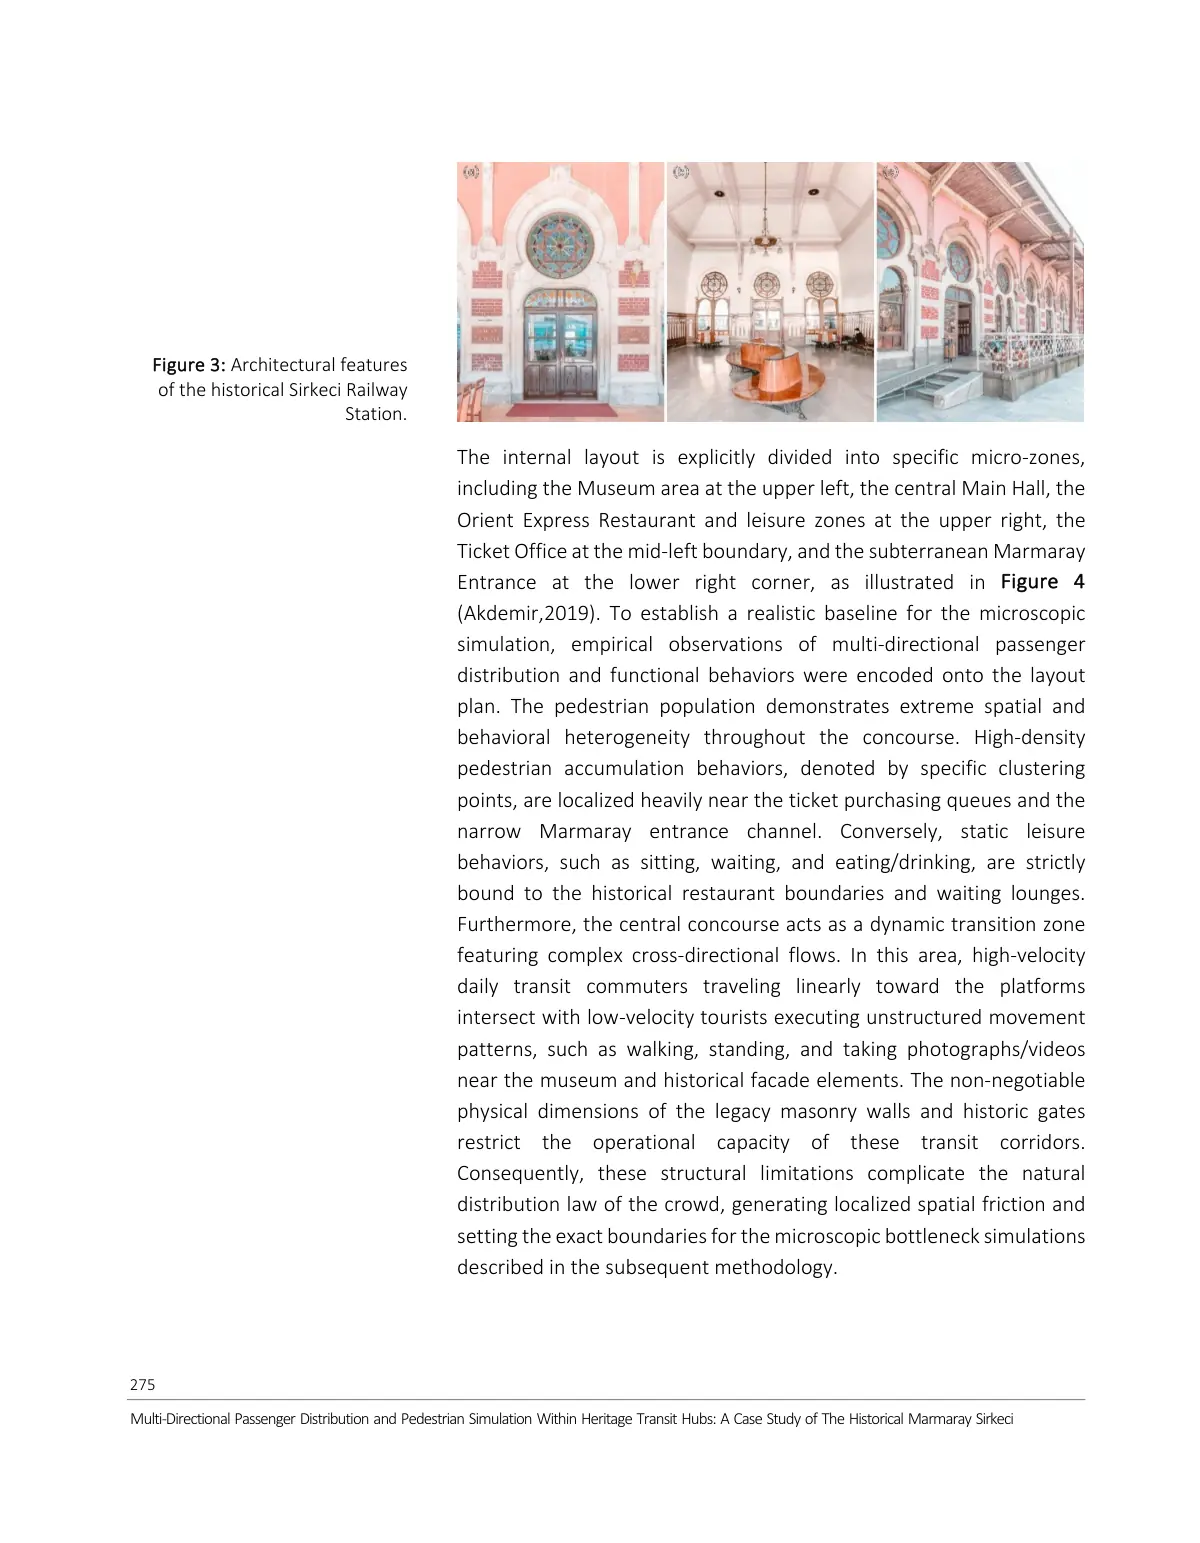 Figure 3: Architectural features
of the historical Sirkeci Railway
Station.
The internal layout is explicitly divided into specific micro-zones,
including the Museum area at the upper left, the central Main Hall, the
Orient Express Restaurant and leisure zones at the upper right, the
Ticket Office at the mid-left boundary, and the subterranean Marmaray
Entrance at the lower right corner, as illustrated in Figure 4
(Akdemir,2019). To establish a realistic baseline for the microscopic
simulation, empirical observations of multi-directional passenger
distribution and functional behaviors were encoded onto the layout
plan. The pedestrian population demonstrates extreme spatial and
behavioral heterogeneity throughout the concourse. High-density
pedestrian accumulation behaviors, denoted by specific clustering
points, are localized heavily near the ticket purchasing queues and the
narrow Marmaray entrance channel. Conversely, static leisure
behaviors, such as sitting, waiting, and eating/drinking, are strictly
bound to the historical restaurant boundaries and waiting lounges.
Furthermore, the central concourse acts as a dynamic transition zone
featuring complex cross-directional flows. In this area, high-velocity
daily transit commuters traveling linearly toward the platforms
intersect with low-velocity tourists executing unstructured movement
patterns, such as walking, standing, and taking photographs/videos
near the museum and historical facade elements. The non-negotiable
physical dimensions of the legacy masonry walls and historic gates
restrict the operational capacity of these transit corridors.
Consequently, these structural limitations complicate the natural
distribution law of the crowd, generating localized spatial friction and
setting the exact boundaries for the microscopic bottleneck simulations
described in the subsequent methodology.
275
Multi-Directional Passenger Distribution and Pedestrian Simulation Within Heritage Transit Hubs: A Case Study of The Historical Marmaray Sirkeci